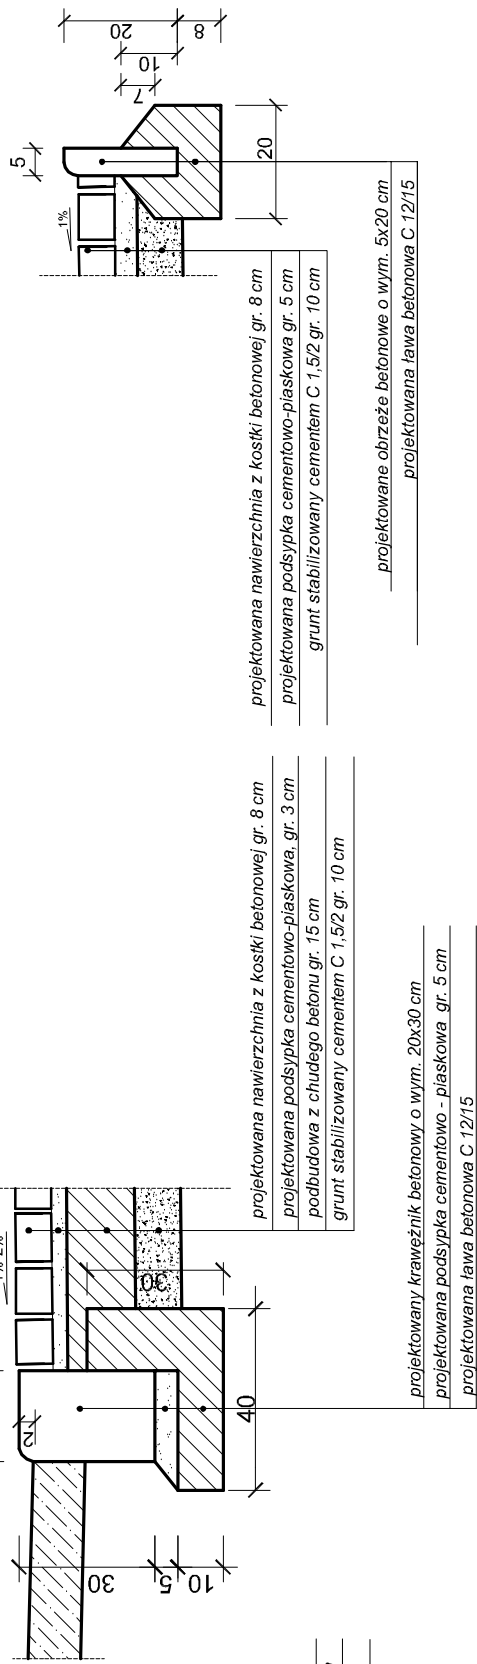 5
20
10
7
8
20
1%
projektowana nawierzchnia z kostki betonowej gr. 8 cm
projektowana podsypka cementowo-piaskowa gr. 5 cm
grunt stabilizowany cementem C 1,5/2 gr. 10 cm
projektowane obrzeże betonowe o wym. 5x20 cm
projektowana ława betonowa C 12/15
projektowana nawierzchnia z kostki betonowej gr. 8 cm
projektowana podsypka cementowo-piaskowa, gr. 3 cm
podbudowa z chudego betonu gr. 15 cm
grunt stabilizowany cementem C 1,5/2 gr. 10 cm
projektowany krawężnik betonowy o wym. 20x30 cm
projektowana podsypka cementowo - piaskowa gr. 5 cm
projektowana ława betonowa C 12/15
30
2
40
30
5
10